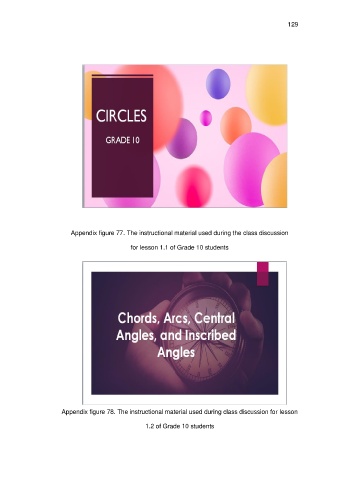 129
CIRCLES
GRADE 10
Appendix figure 77. The instructional material used during the class discussion
for lesson 1.1 of Grade 10 students
Chords, Arcs, Central
Angles, and Inscribed
Angles
Appendix figure 78. The instructional material used during class discussion for lesson
1.2 of Grade 10 students